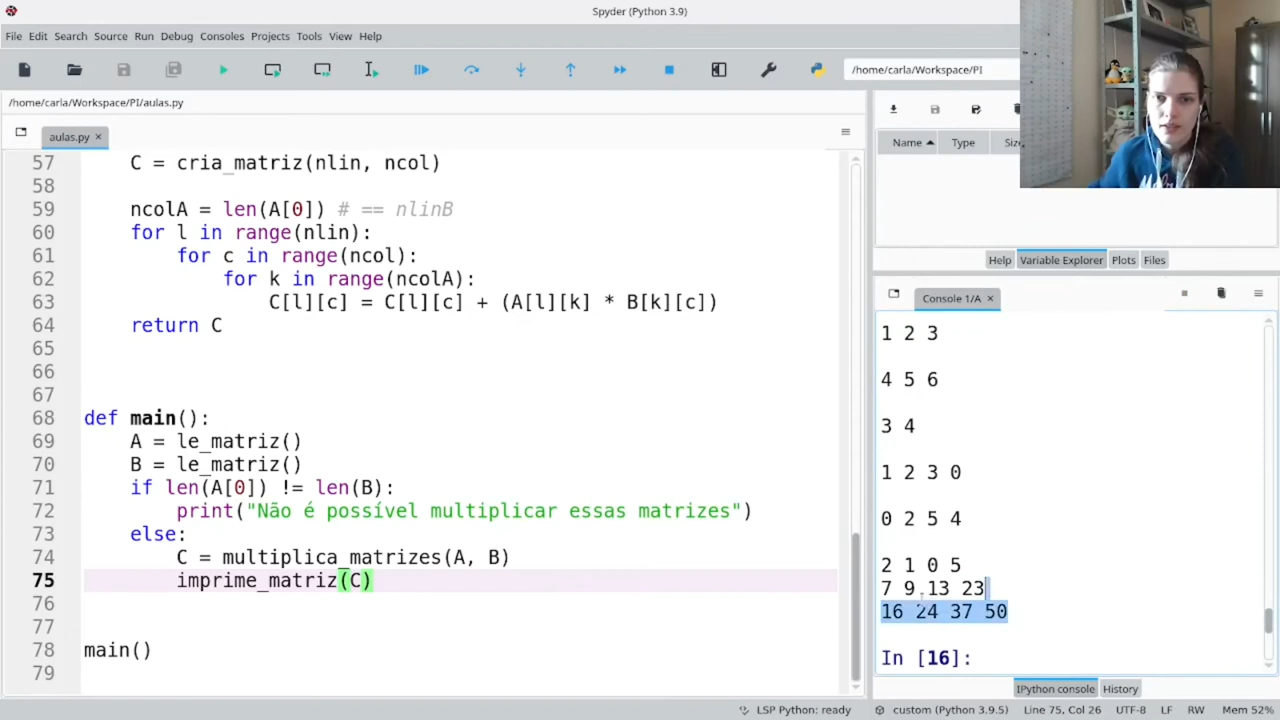 Spyder (Python 3.9)
File Edit Search Source Run Debug Consoles Projects Tools View Help
/home/carla/Workspace/PI
/home/carla/Workspace/PI/aulas.py
aulas.py
57 C = cria_matriz(nlin, ncol)
58
59 ncolA = len(A[0]) # == nlinB
60 for l in range(nlin):
61 for c in range(ncol):
62 for k in range(ncolA):
63 C[l][c] = C[l][c] + (A[l][k] * B[k][c])
64 return C
65
66
67
68 def main():
69 A = le_matriz()
70 B = le_matriz()
71 if len(A[0]) != len(B):
72 print("Não é possível multiplicar essas matrizes")
73 else:
74 C = multiplica_matrizes(A, B)
75 imprime_matriz(C)
76
77
78 main()
79
Name Type
Help Variable Explorer Plots Files
Console 1/A
1 2 3
4 5 6
3 4
1 2 3 0
0 2 5 4
2 1 0 5
7 9 13 23
16 24 37 50
In [16]:
IPython console History
LSP Python: ready custom (Python 3.9.5) Line 75, Col 26 UTF-8 LF RW Mem 52%